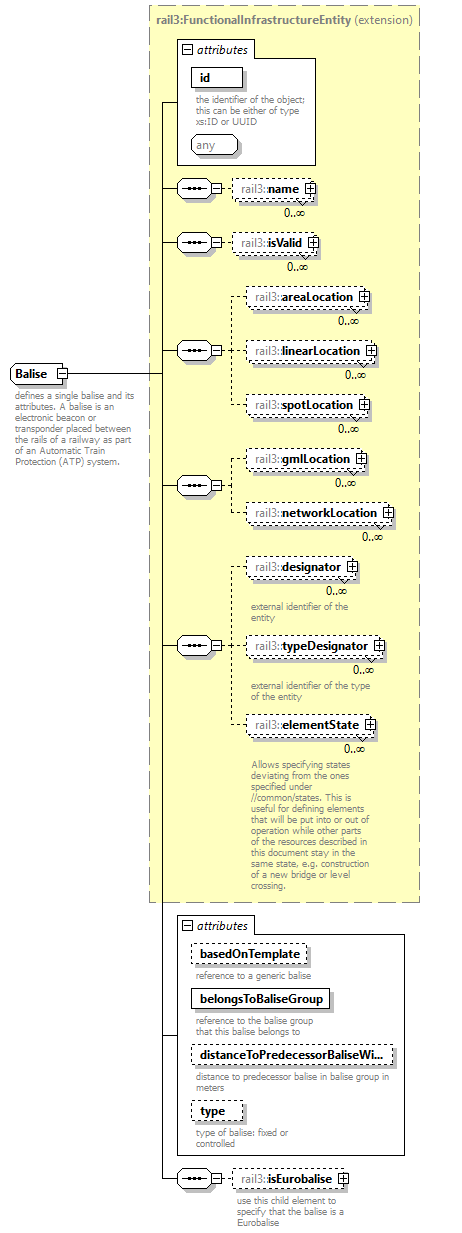 rail3:FunctionalInfrastructureEntity (extension)
attributes
id
the identifier of the object;
this can be either of type
xs:ID or UUID
any
rail3::name
0..∞
rail3::isValid
0..∞
rail3::areaLocation
0..∞
rail3::linearLocation
0..∞
rail3::spotLocation
0..∞
Balise
defines a single balise and its
attributes. A balise is an
electronic beacon or
transponder placed between
the rails of a railway as part
of an Automatic Train
Protection (ATP) system.
rail3::gmlLocation
0..∞
rail3::networkLocation
0..∞
rail3::designator
0..∞
external identifier of the
entity
rail3::typeDesignator
0..∞
external identifier of the type
of the entity
rail3::elementState
0..∞
Allows specifying states
deviating from the ones
specified under
//common/states. This is
useful for defining elements
that will be put into or out of
operation while other parts
of the resources described in
this document stay in the
same state, e.g. construction
of a new bridge or level
crossing.
attributes
basedOnTemplate
reference to a generic balise
belongsToBaliseGroup
reference to the balise group
that this balise belongs to
distanceToPredecessorBaliseWi...
distance to predecessor balise in balise group in
meters
type
type of balise: fixed or
controlled
rail3::isEurobalise
use this child element to
specify that the balise is a
Eurobalise